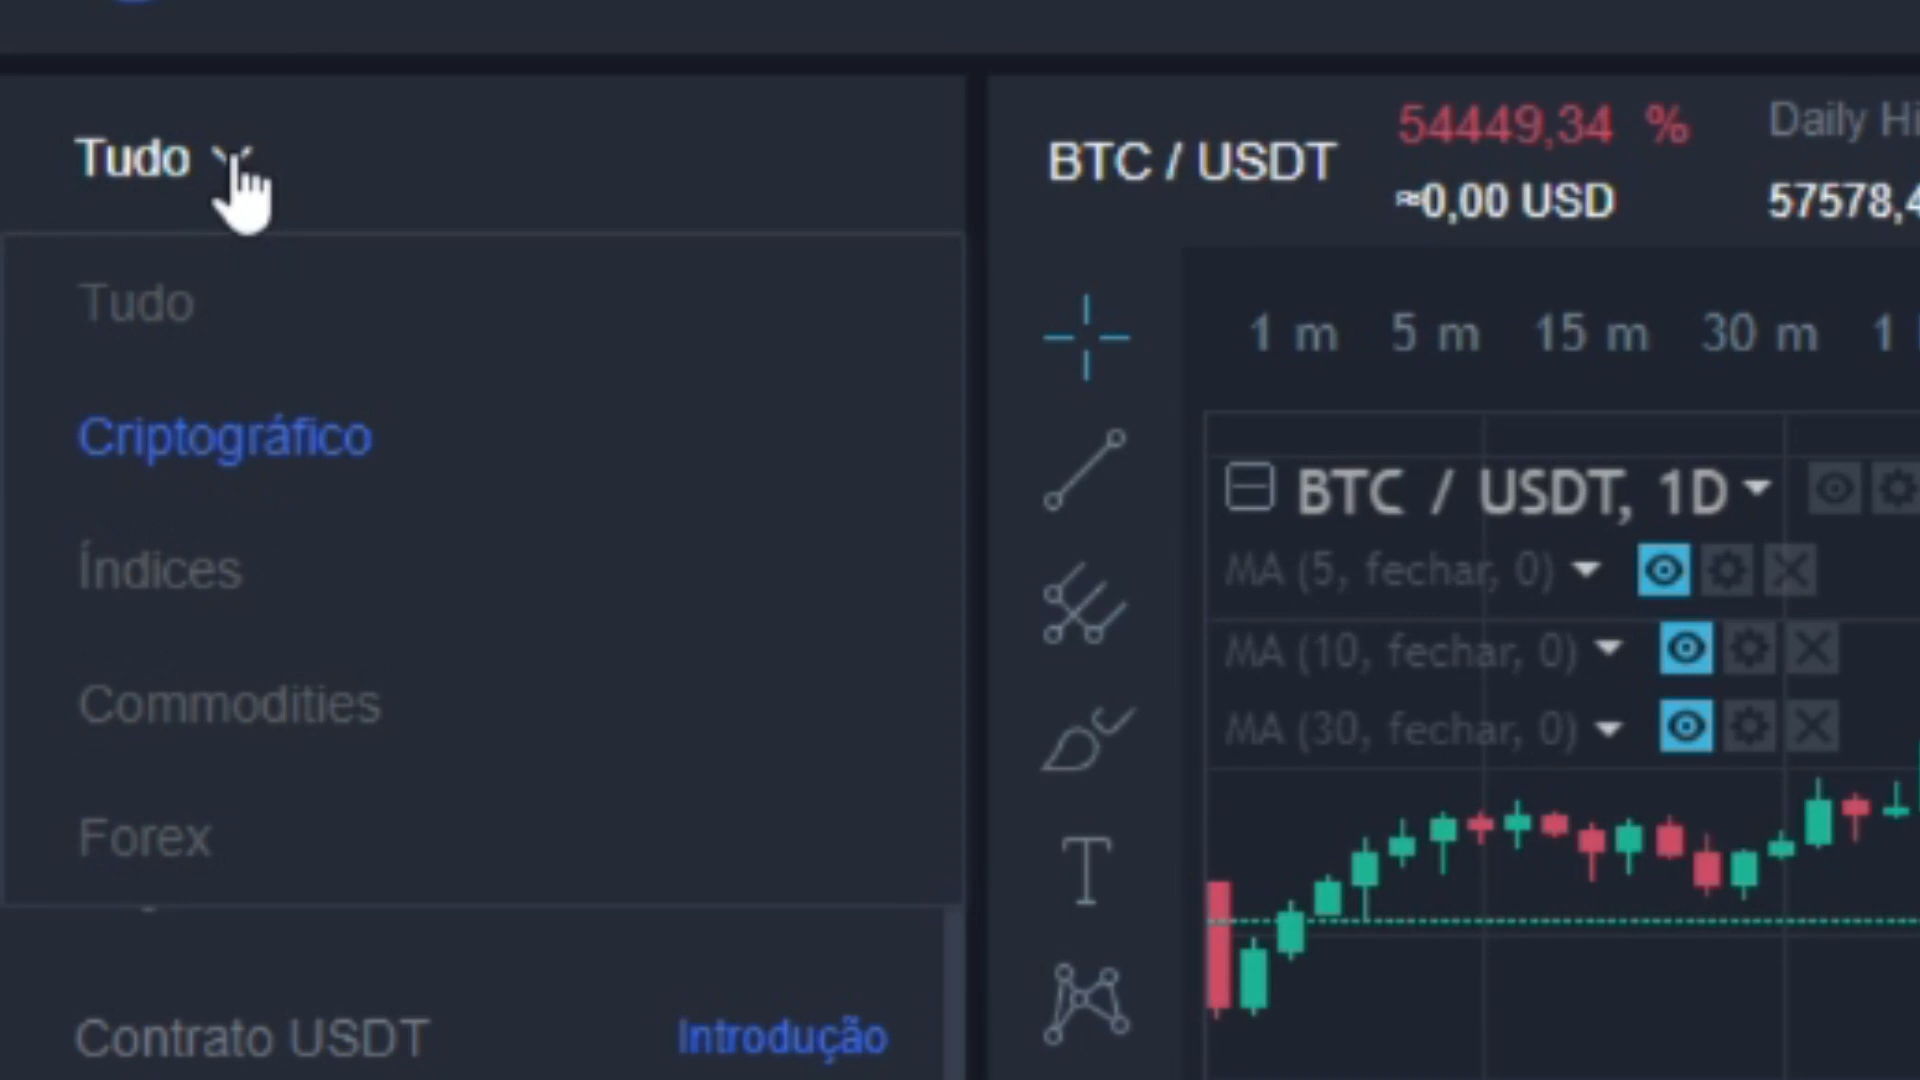 Tudo
Tudo
Criptográfico
Índices
Commodities
Forex
Contrato USDT
Introdução
BTC / USDT
54449,34 %
≈0,00 USD
Daily
57578,4
1 m 5 m 15 m 30 m 1
BTC / USDT, 1D
MA (5, fechar, 0)
MA (10, fechar, 0)
MA (30, fechar, 0)